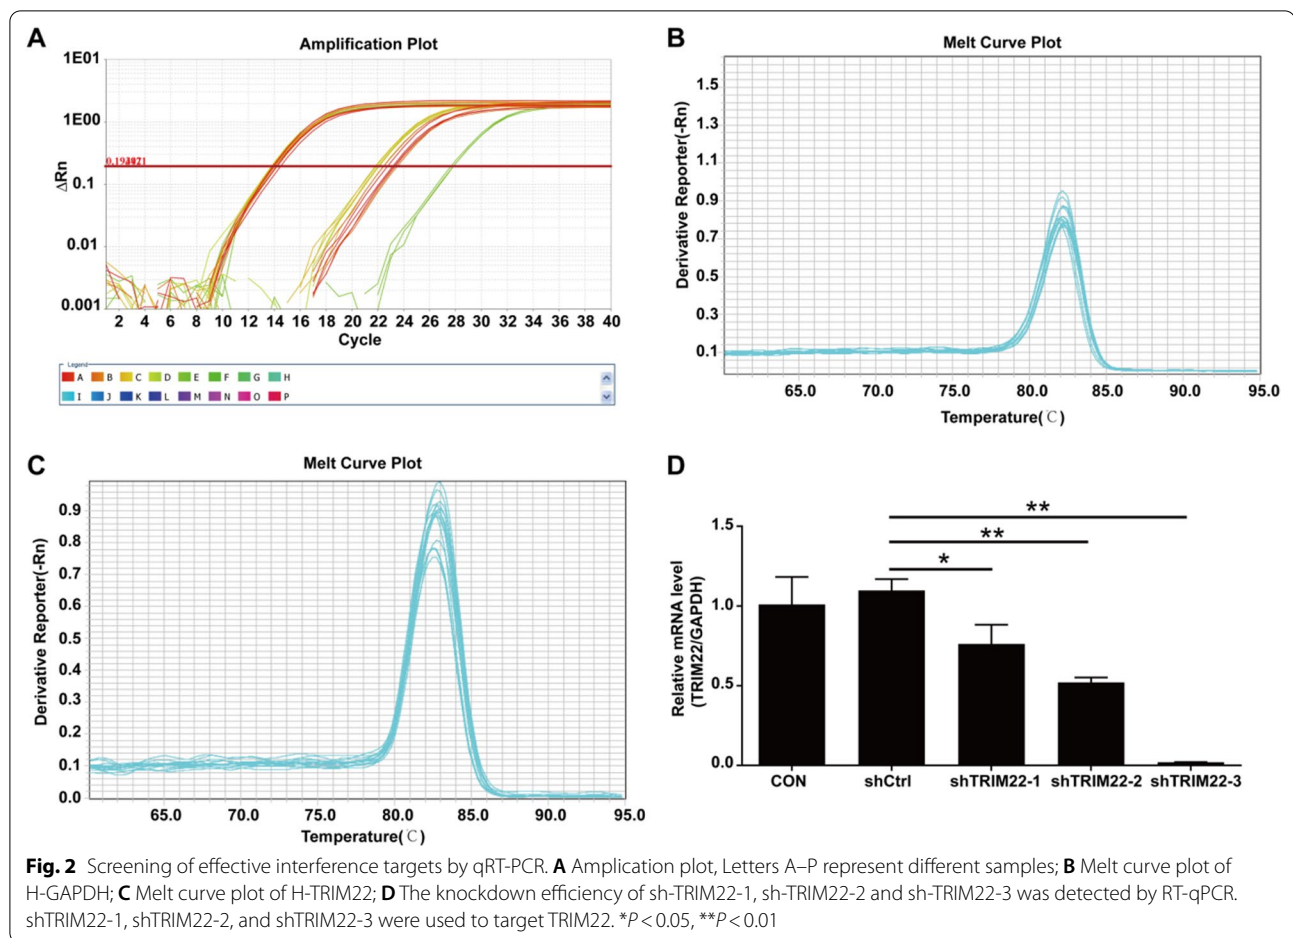 A
Amplification Plot
1E01
1E00
0.1
0.01
0.001
ΔRn
2 4 6 8 10 12 14 16 18 20 22 24 26 28 30 32 34 36 38 40
Cycle
Legend
A B C D E F G H
I J K L M N O P
B
Melt Curve Plot
Derivative Reporter(-Rn)
1.5
1.3
1.1
0.9
0.7
0.5
0.3
0.1
65.0 70.0 75.0 80.0 85.0 90.0 95.0
Temperature(℃)
C
Melt Curve Plot
Derivative Reporter(-Rn)
0.9
0.8
0.7
0.6
0.5
0.4
0.3
0.2
0.1
0.0
65.0 70.0 75.0 80.0 85.0 90.0 95.0
Temperature(℃)
D
Relative mRNA level
(TRIM22/GAPDH)
1.5
1.0
0.5
0.0
**
**
*
CON shCtrl shTRIM22-1 shTRIM22-2 shTRIM22-3
Fig. 2 Screening of effective interference targets by qRT-PCR. A Amplication plot, Letters A–P represent different samples; B Melt curve plot of
H-GAPDH; C Melt curve plot of H-TRIM22; D The knockdown efficiency of sh-TRIM22-1, sh-TRIM22-2 and sh-TRIM22-3 was detected by RT-qPCR.
shTRIM22-1, shTRIM22-2, and shTRIM22-3 were used to target TRIM22. *P < 0.05, **P < 0.01